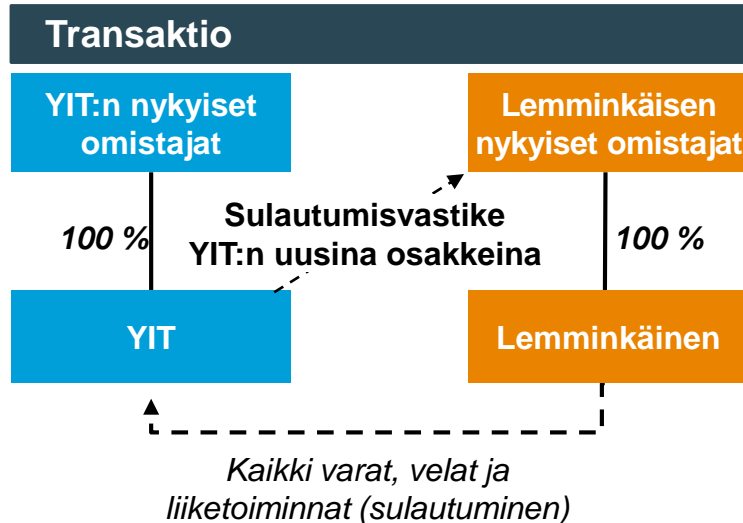 Transaktio
YIT:n nykyiset
omistajat
Lemminkäisen
nykyiset omistajat
100 %
Sulautumisvastike
YIT:n uusina osakkeina
100 %
YIT
Lemminkäinen
Kaikki varat, velat ja
liiketoiminnat (sulautuminen)